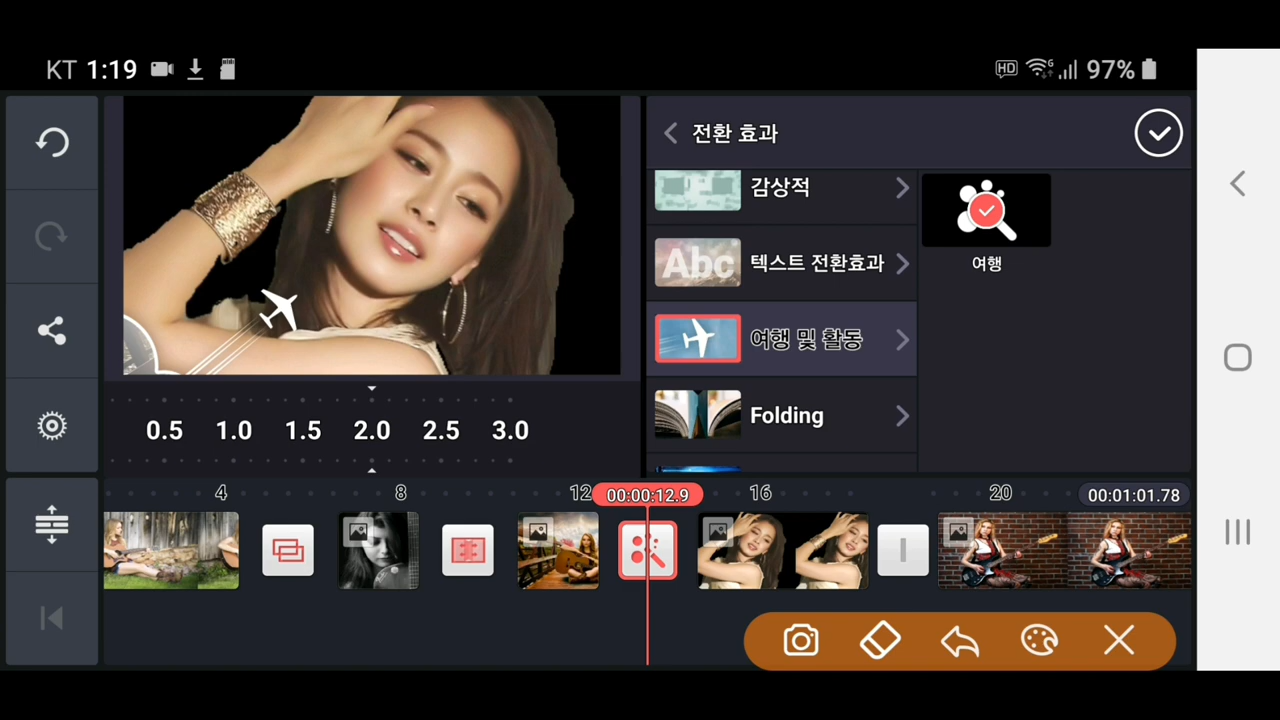 KT 1:19
HD 6 97%
전환 효과
감상적
Abc 텍스트 전환효과
여행 및 활동
Folding
여행
0.5 1.0 1.5 2.0 2.5 3.0
4 8 12 00:00:12.9 16 20 00:01:01.78